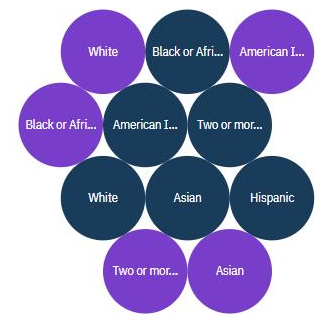 White
Black or Afri...
American I...
Black or Afri...
American I...
Two or mor...
White
Asian
Hispanic
Two or mor...
Asian